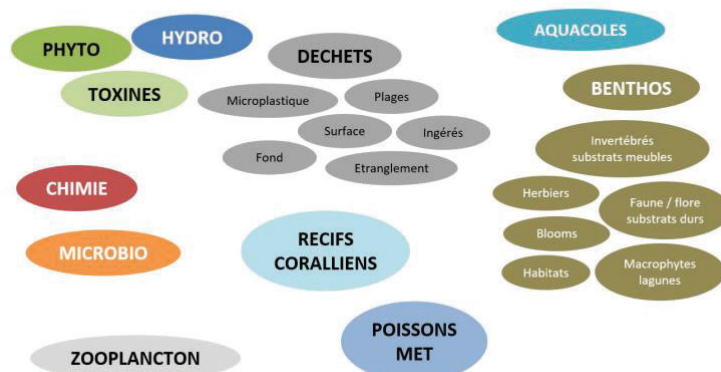 PHYTO
HYDRO
TOXINES
DECHETS
Microplastique
Plages
Surface
Ingérés
Fond
Etranglement
AQUACOLES
BENTHOS
Invertébrés
substrats meubles
Herbiers
Faune / flore
substrats durs
Blooms
Habitats
Macrophytes
lagunes
CHIMIE
MICROBIO
RECIFS
CORALLIENS
POISSONS
MET
ZOOPLANCTON